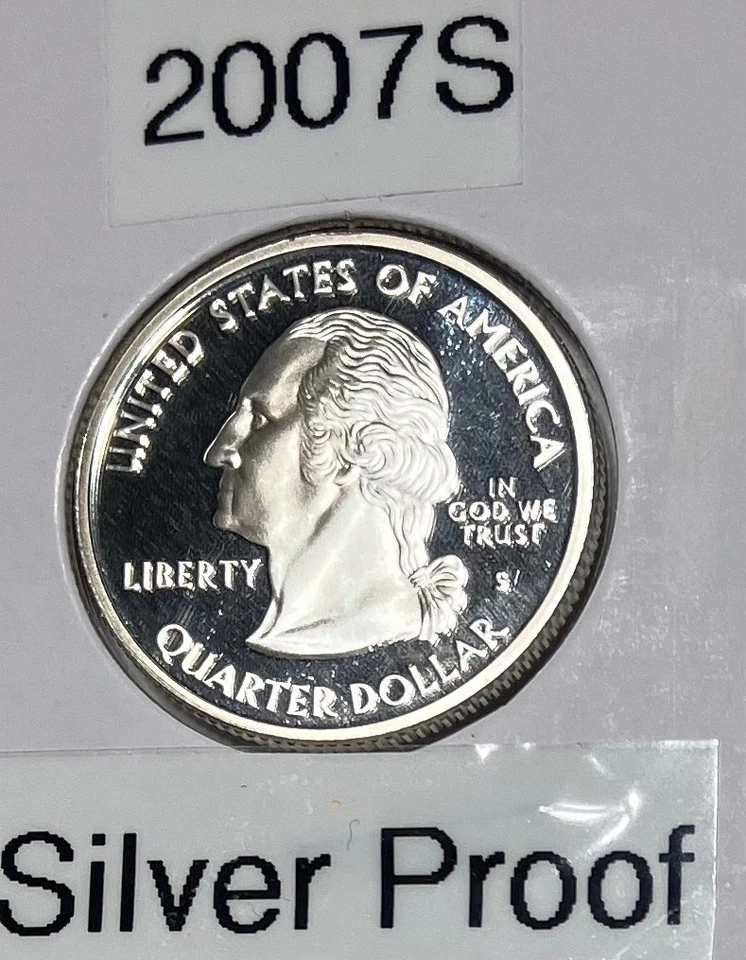 2007S
UNITED STATES OF AMERICA
IN
GOD WE
TRUST
LIBERTY
S
QUARTER DOLLAR
Silver Proof